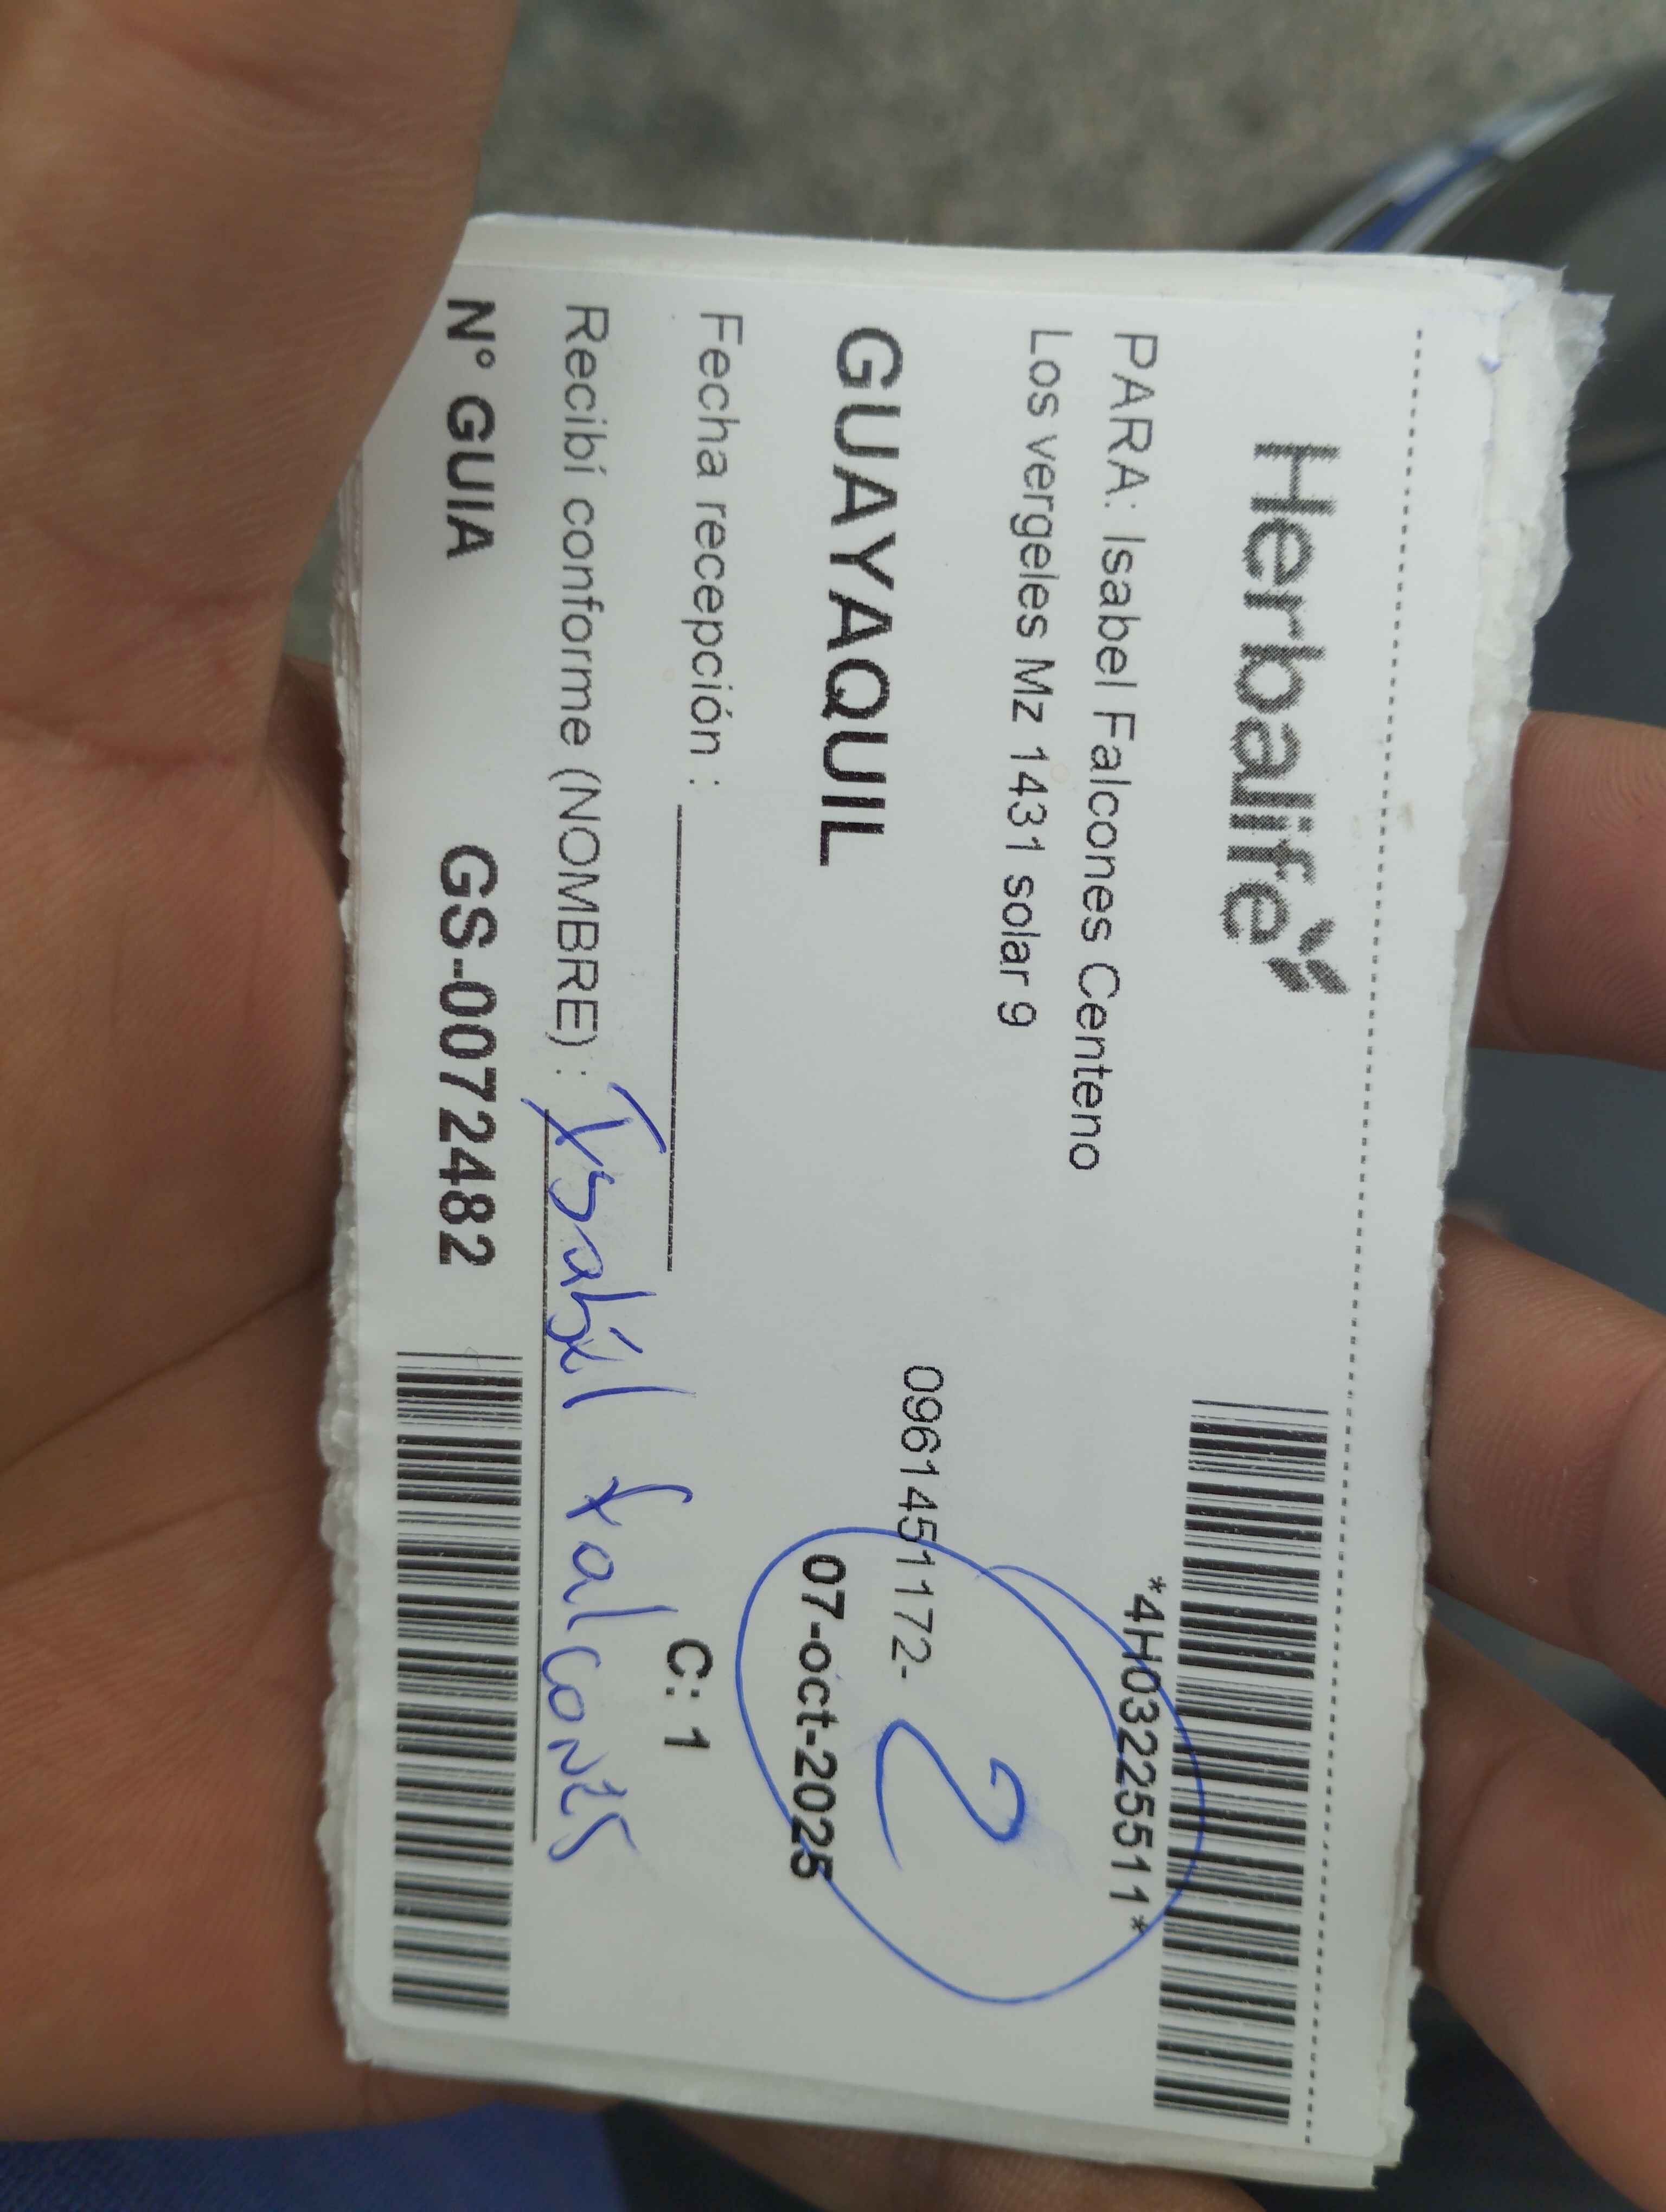 Herbalife
*4H03225511*
PARA: Isabel Falcones Centeno
Los vergeles Mz 1431 solar 9
0961451172- 2
GUAYAQUIL
07-oct-2025
Fecha recepción :
C: 1
Recibí conforme (NOMBRE) : Isabel falcones
N° GUIA GS-0072482